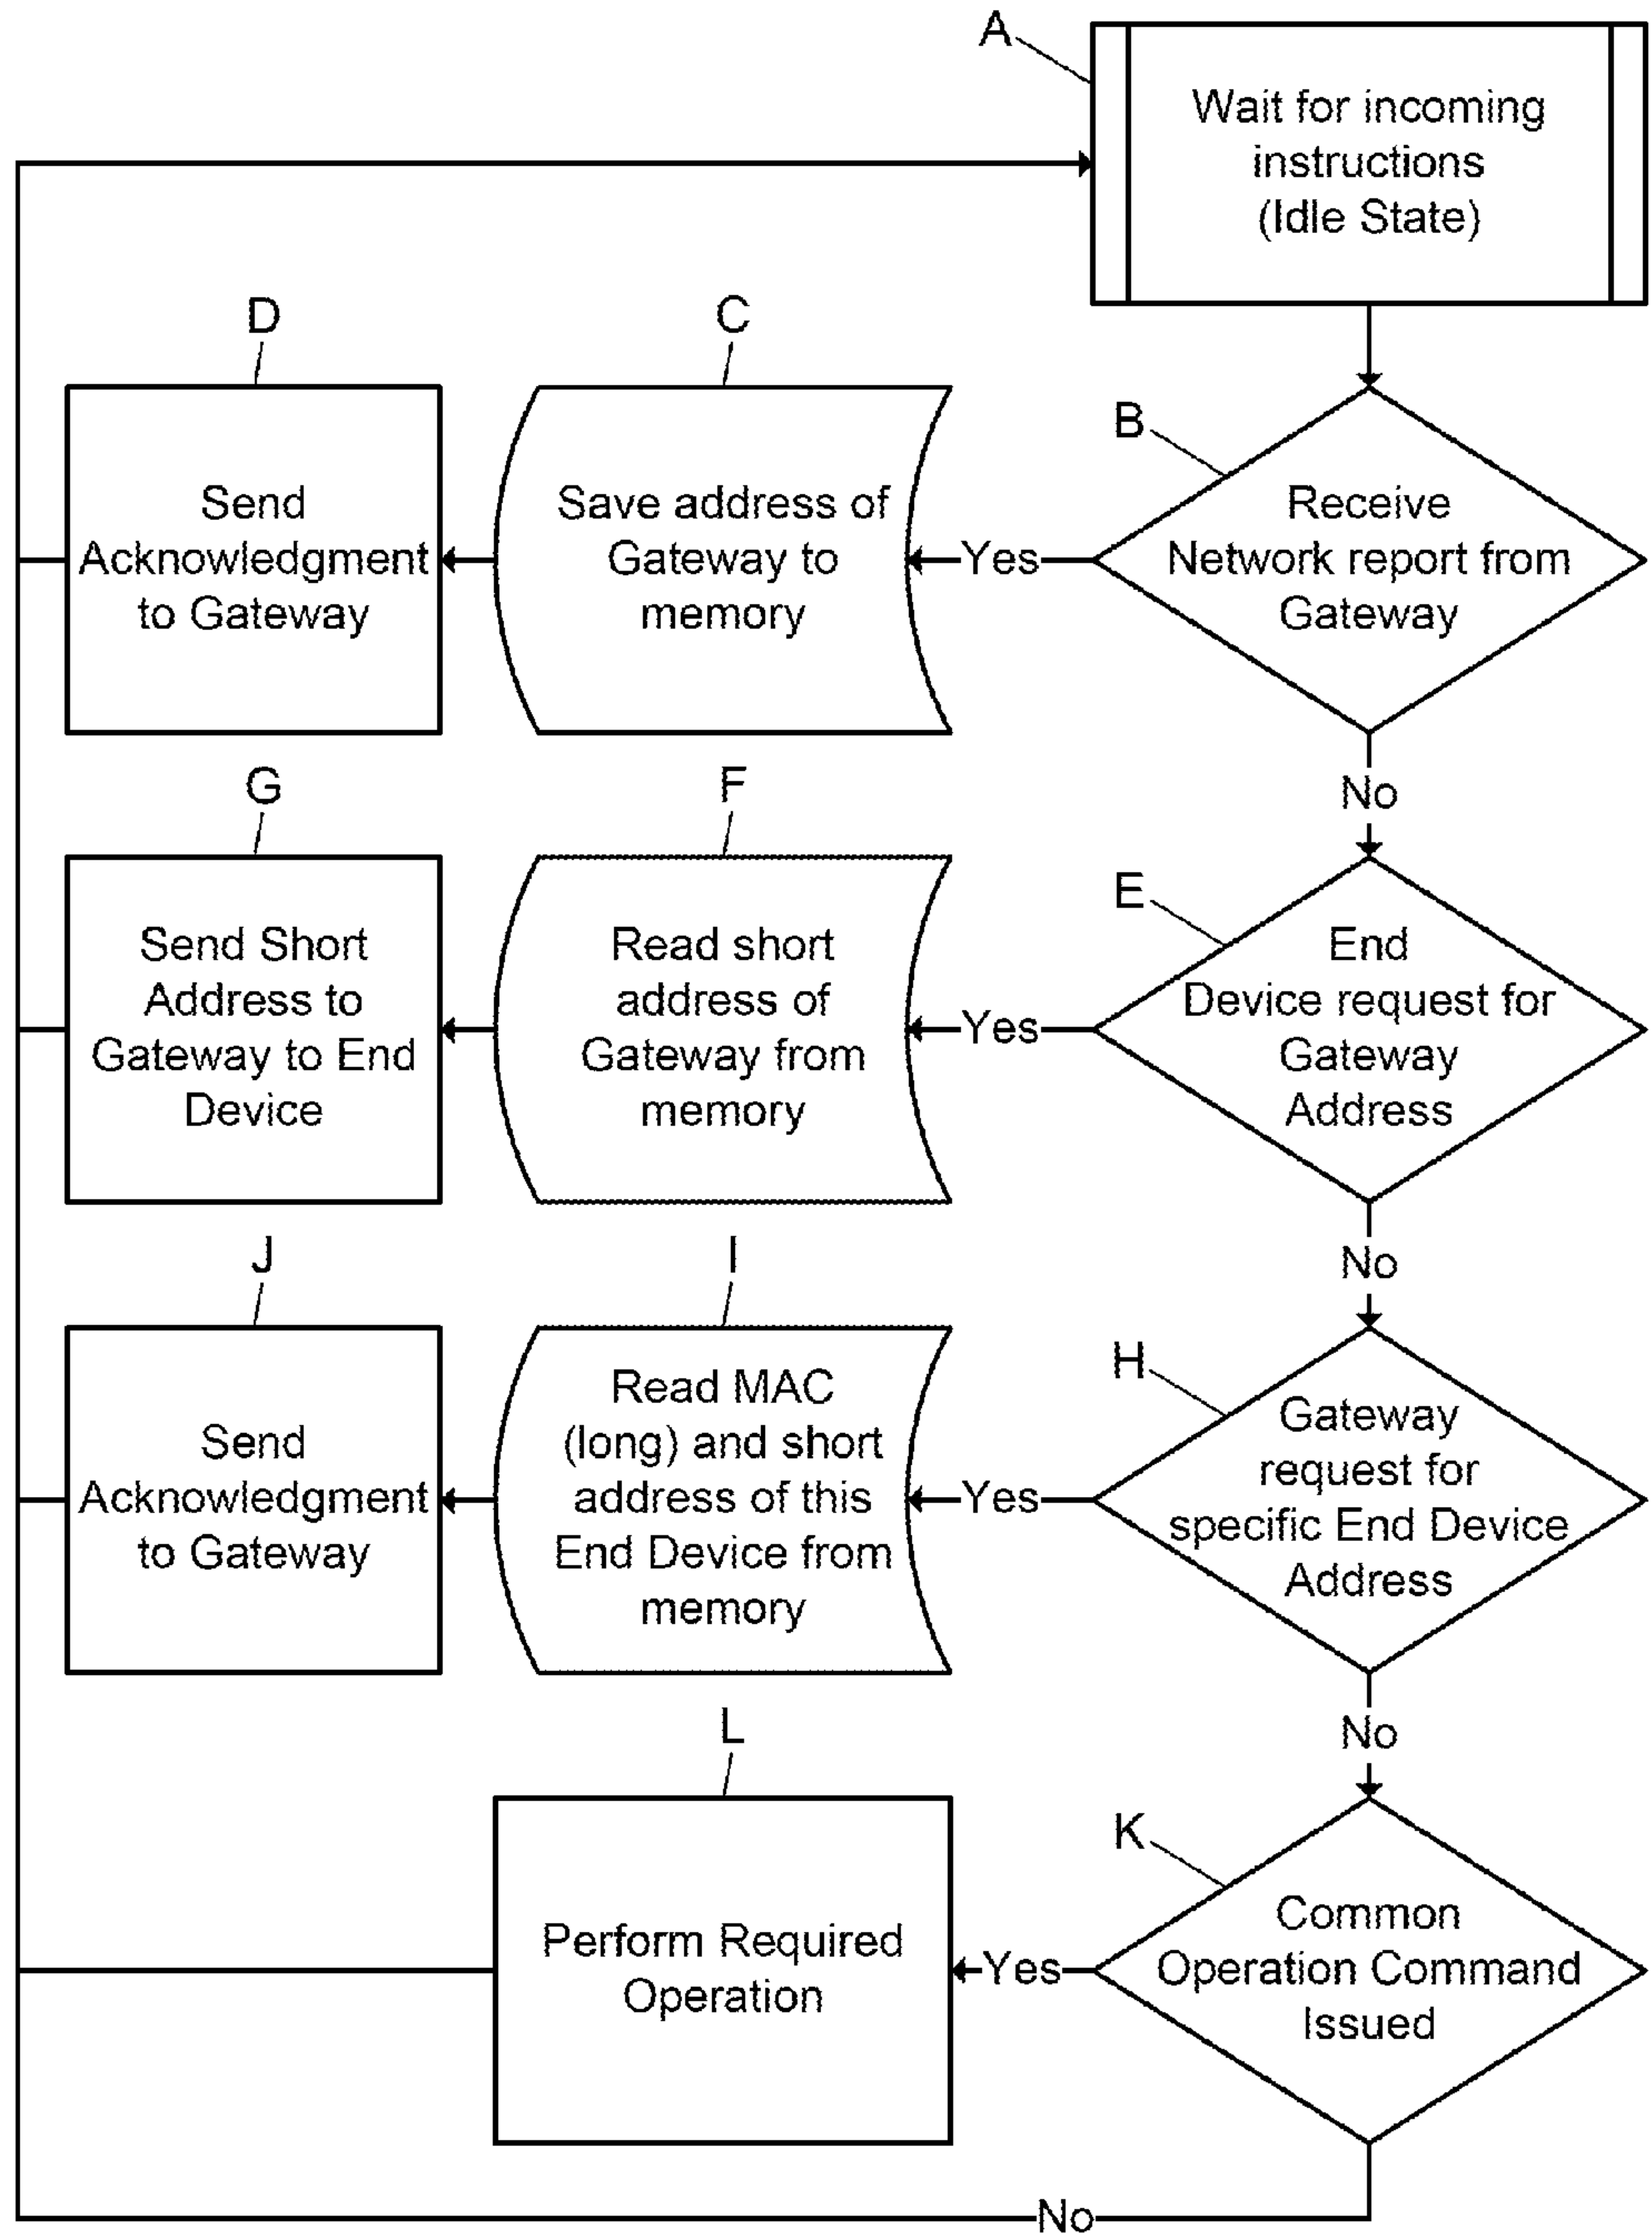 A
Wait for incoming
instructions
(Idle State)
D
C
B
Send
Acknowledgment
to Gateway
Save address of
Gateway to
memory
Yes
Receive
Network report from
Gateway
No
G
F
E
Send Short
Address to
Gateway to End
Device
Read short
address of
Gateway from
memory
Yes
End
Device request for
Gateway
Address
No
J
I
H
Send
Acknowledgment
to Gateway
Read MAC
(long) and short
address of this
End Device from
memory
Yes
Gateway
request for
specific End Device
Address
No
L
K
Perform Required
Operation
Yes
Common
Operation Command
Issued
No